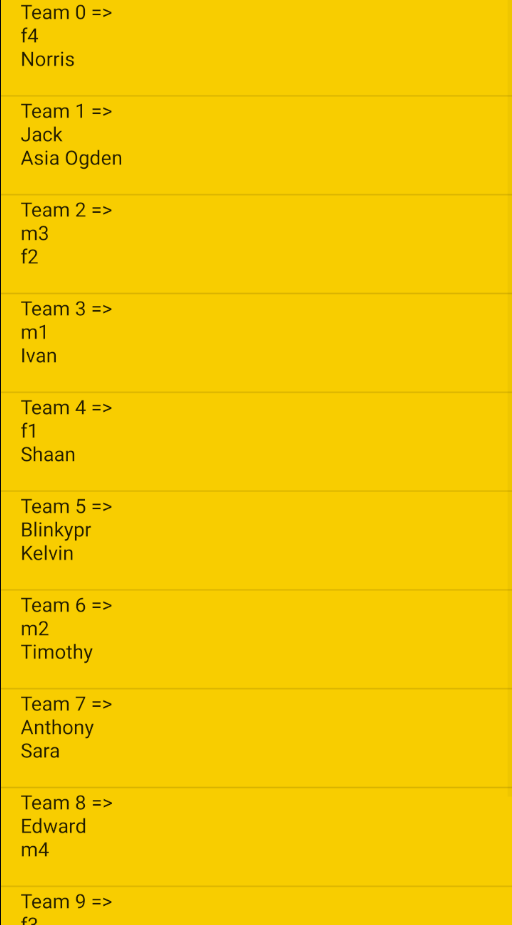 Team 0 =>
f4
Norris
Team 1 =>
Jack
Asia Ogden
Team 2 =>
m3
f2
Team 3 =>
m1
Ivan
Team 4 =>
f1
Shaan
Team 5 =>
Blinkypr
Kelvin
Team 6 =>
m2
Timothy
Team 7 =>
Anthony
Sara
Team 8 =>
Edward
m4
Team 9 =>
f3